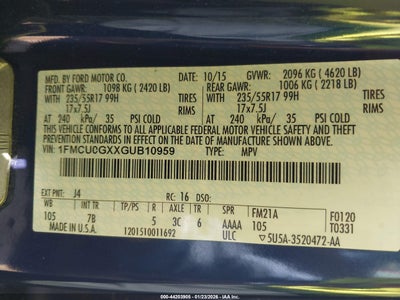 MFD. BY FORD MOTOR CO.
10/15 GVWR: 2096 KG ( 4620 LB)
FRONT GAWR: 1098 KG ( 2420 LB) REAR GAWR: 1006 KG ( 2218 LB)
WITH 235/55R17 99H TIRES WITH 235/55R17 99H TIRES
17x7.5J RIMS 17x7.5J RIMS
AT 240 kPa/ 35 PSI COLD AT 240 kPa/ 35 PSI COLD
THIS VEHICLE CONFORMS TO ALL APPLICABLE FEDERAL MOTOR VEHICLE SAFETY, BUMPER, AND THEFT PREVENTION STANDARDS IN EFFECT ON THE DATE OF MANUFACTURE SHOWN ABOVE.
VIN: 1FMCU0GXXGUB10959
TYPE: MPV
EXT PNT: J4 RC: 16 DSO:
WB INT TR TP/PS R AXLE TR SPR FM21A F0120
105 7B 5 3C 6 AAAA 105 T0331
MADE IN U.S.A. 1201510011692 ULC 5U5A-3520472-AA
000-44203905 - 01/23/2026 - IAA Inc.